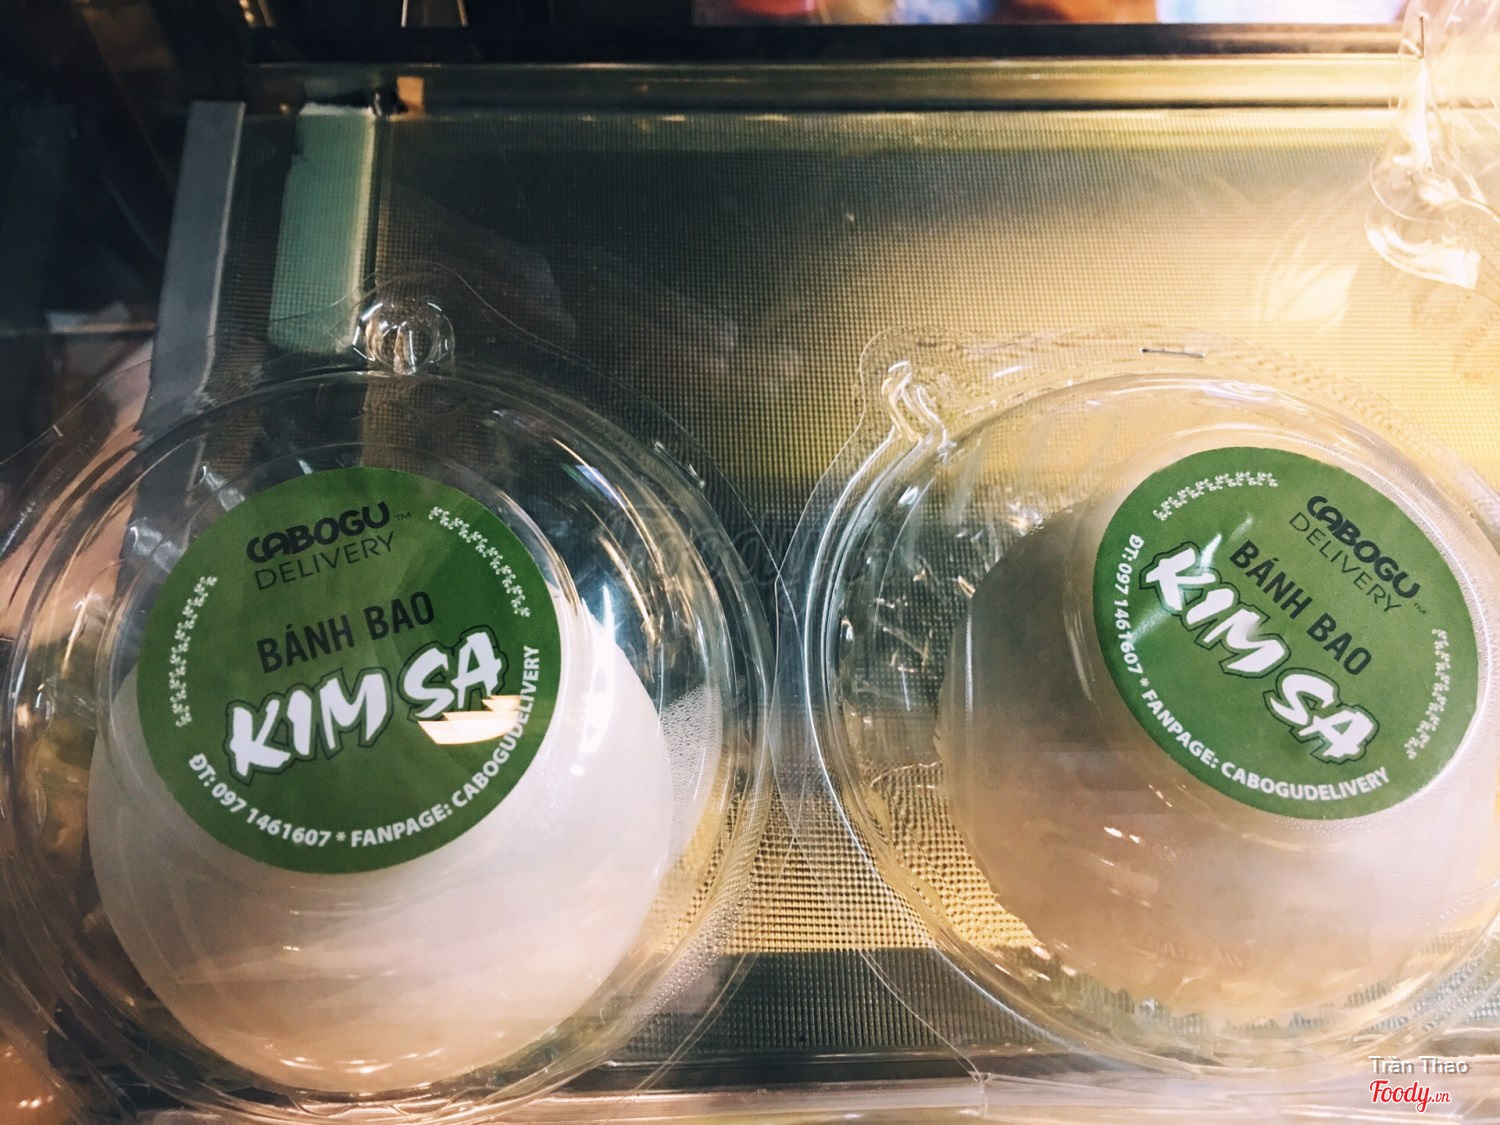 CABOGU™
DELIVERY
BÁNH BAO
KIM SA
ĐT: 097 1461607 * FANPAGE: CABOGUDELIVERY
CABOGU™
DELIVERY
BÁNH BAO
KIM SA
ĐT: 097 1461607 * FANPAGE: CABOGUDELIVERY
Trần Thao
Foody.vn